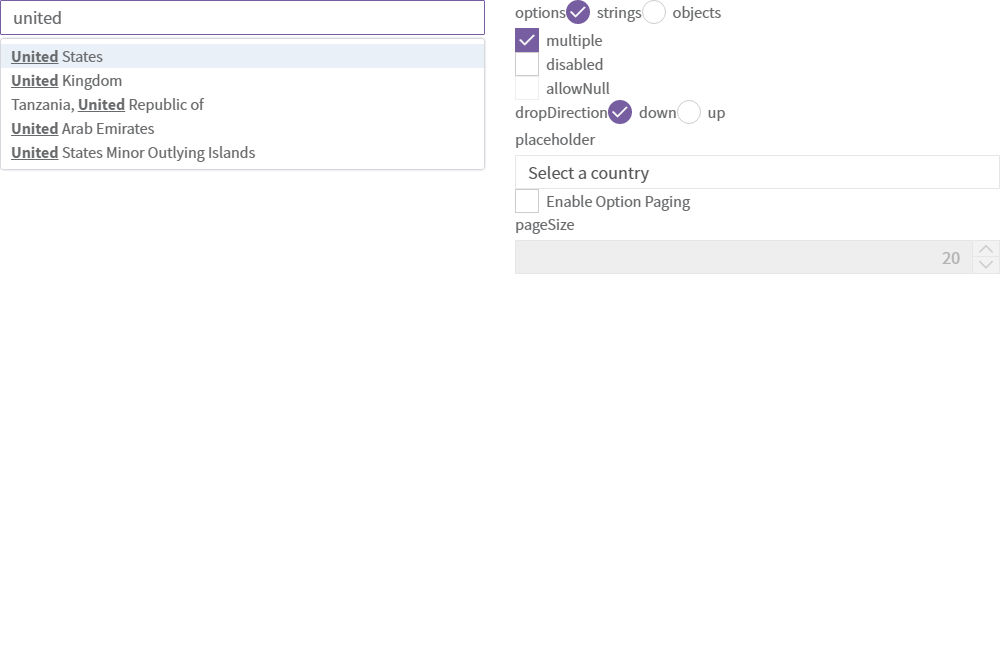 united
United States
United Kingdom
Tanzania, United Republic of
United Arab Emirates
United States Minor Outlying Islands
options strings objects
multiple
disabled
allowNull
dropDirection down up
placeholder
Select a country
Enable Option Paging
pageSize
20